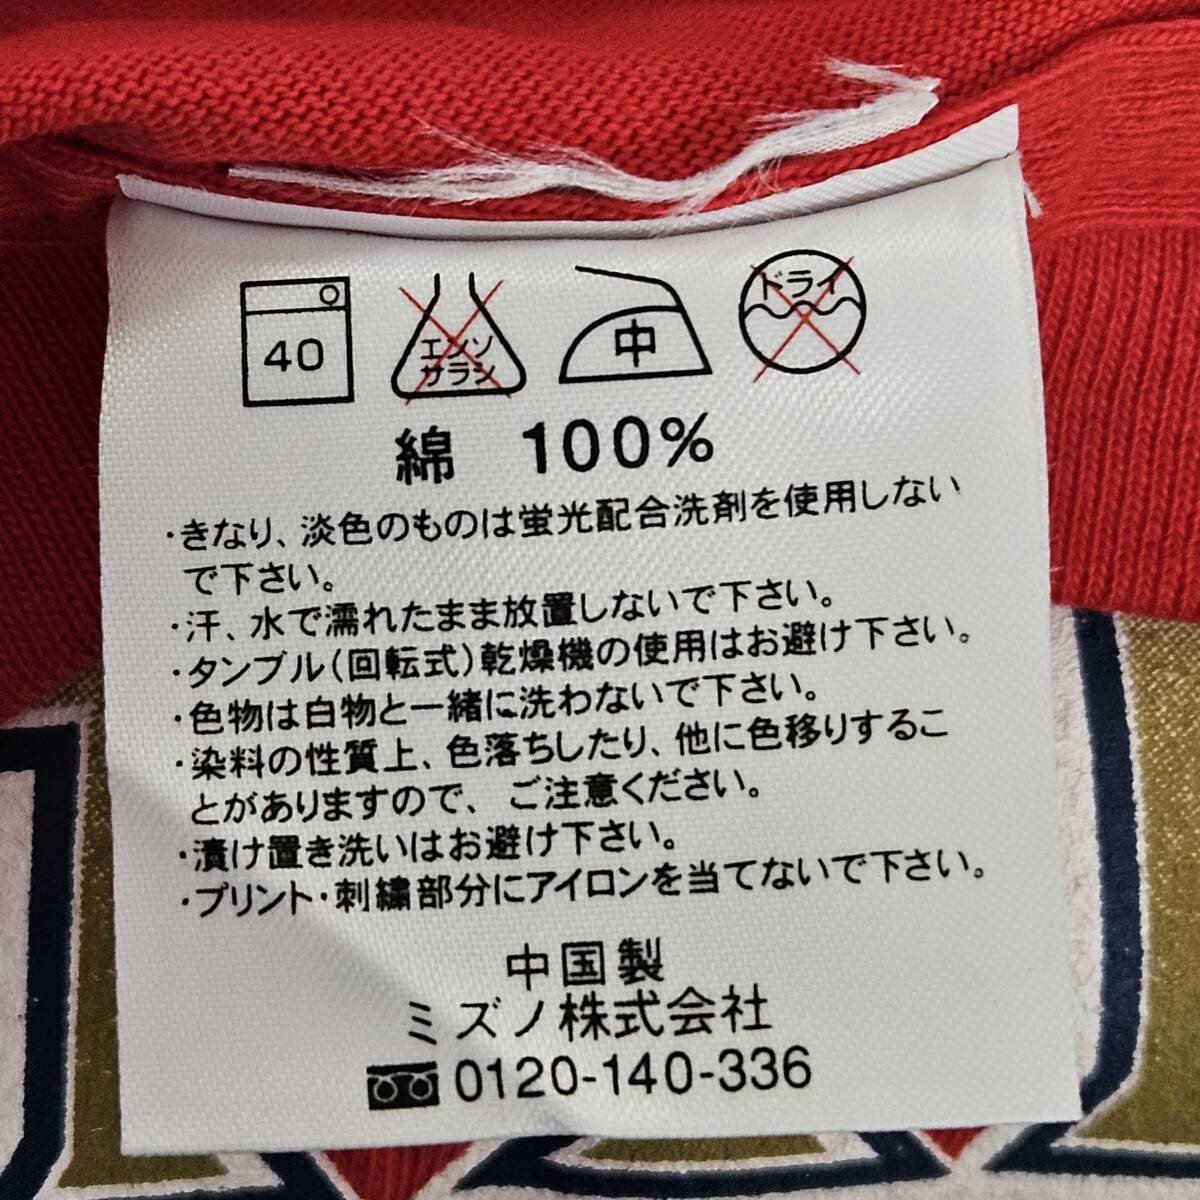 40
エンソ
サラシ
中
ドライ
綿 100%
・きなり、淡色のものは蛍光配合洗剤を使用しない
で下さい。
・汗、水で濡れたまま放置しないで下さい。
・タンブル(回転式)乾燥機の使用はお避け下さい。
・色物は白物と一緒に洗わないで下さい。
・染料の性質上、色落ちしたり、他に色移りするこ
とがありますので、ご注意ください。
・漬け置き洗いはお避け下さい。
・プリント・刺繍部分にアイロンを当てないで下さい。
中国製
ミズノ株式会社
0120-140-336